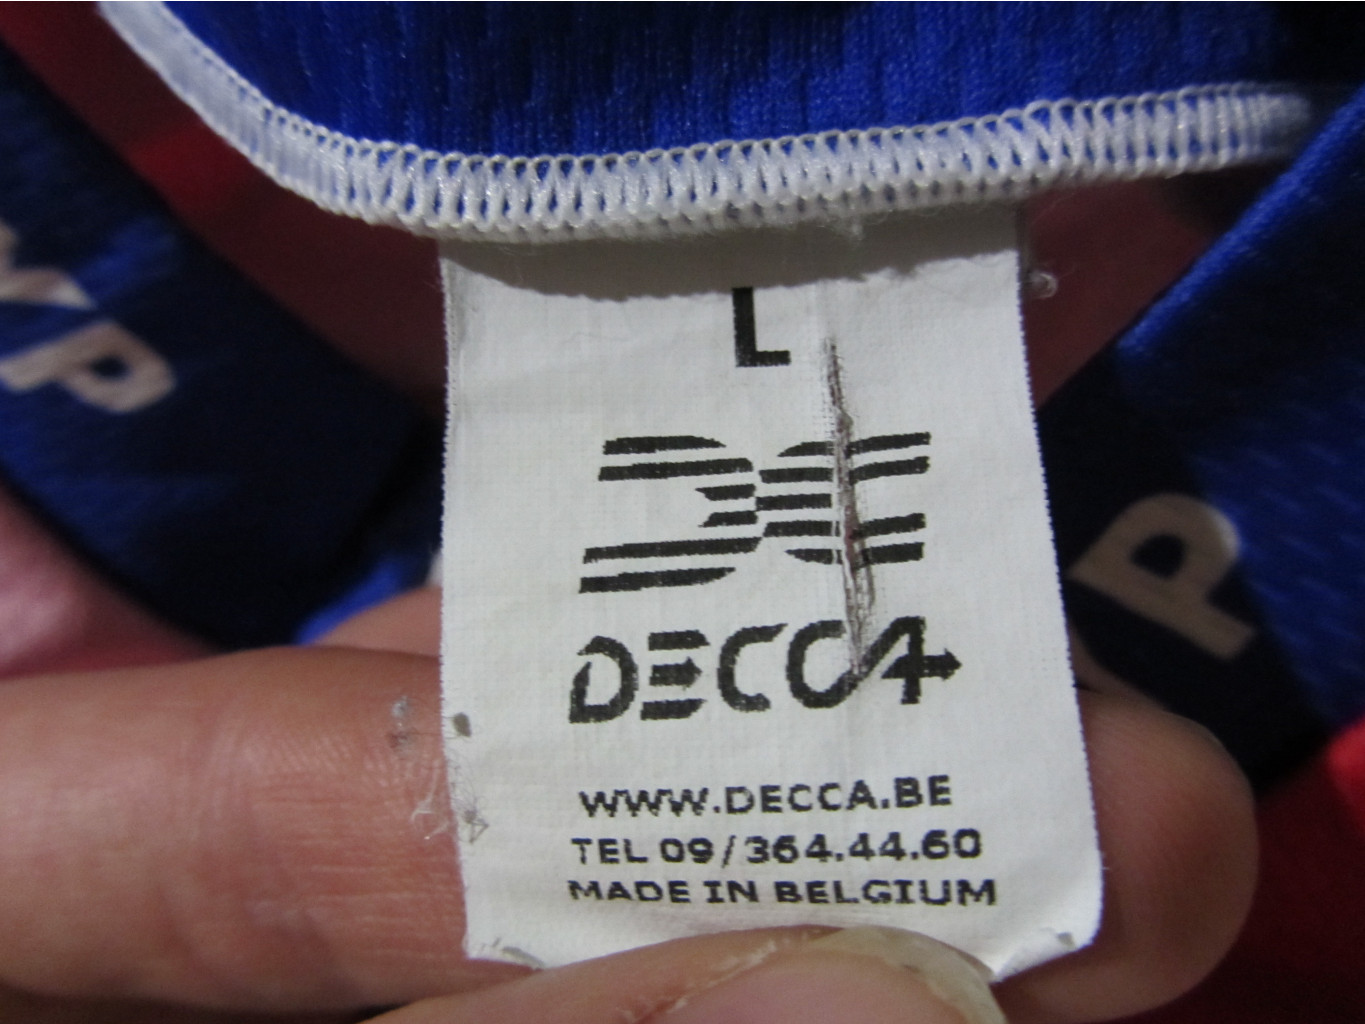 L
DECCA
WWW.DECCA.BE
TEL 09/364.44.60
MADE IN BELGIUM
P
P